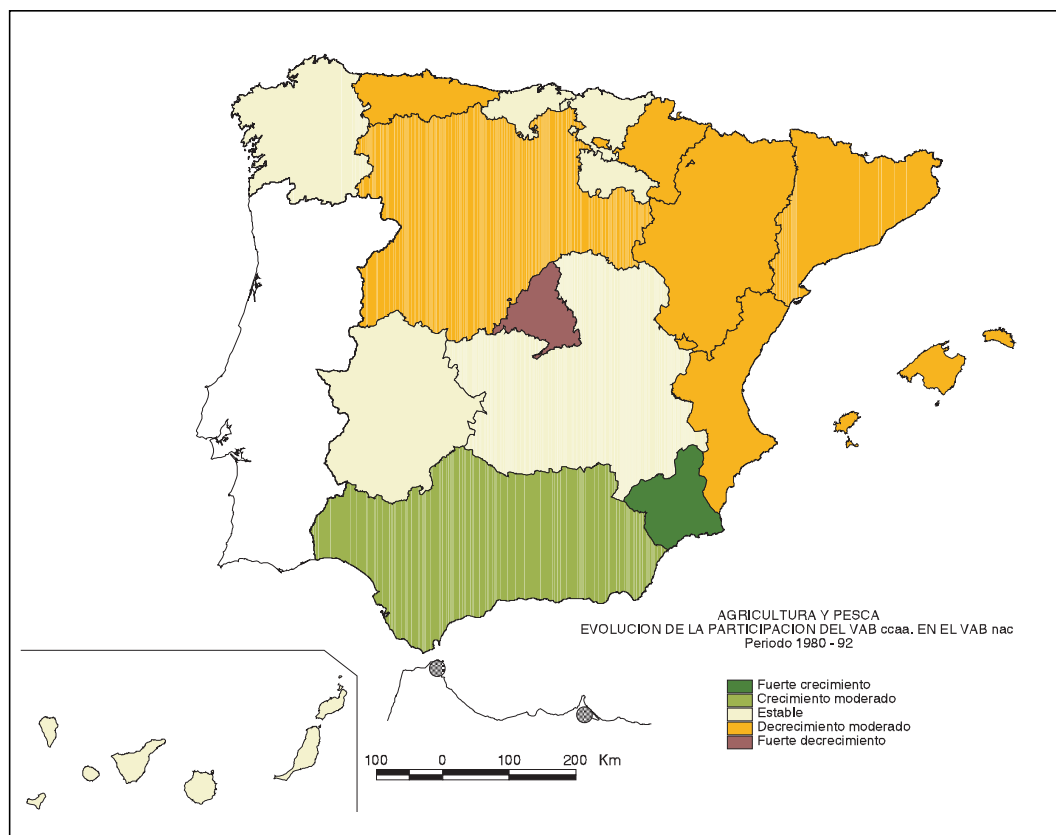 AGRICULTURA Y PESCA
EVOLUCION DE LA PARTICIPACION DEL VAB ccaa. EN EL VAB nac
Periodo 1980 - 92
Fuerte crecimiento
Crecimiento moderado
Estable
Decrecimiento moderado
Fuerte decrecimiento
100 0 100 200 Km